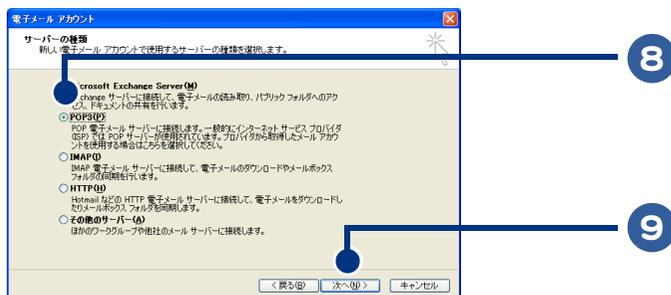 電子メール アカウント
サーバーの種類
新しい電子メール アカウントで使用するサーバーの種類を選択します。
8
Microsoft Exchange Server(M)
Exchange サーバーに接続して、電子メールの読み取り、パブリック フォルダへのアク
セス、ドキュメントの共有を行います。
POP3(P)
POP 電子メール サーバーに接続します。一般的にインターネット サービス プロバイダ
(ISP) では POP サーバーが使用されています。プロバイダから取得したメール アカウ
ントを使用する場合はこちらを選択してください。
IMAP(I)
IMAP 電子メール サーバーに接続して、電子メールのダウンロードやメールボックス
フォルダの同期を行います。
HTTP(H)
Hotmail などの HTTP 電子メール サーバーに接続して、電子メールをダウンロードし
たりメールボックス フォルダを同期します。
その他のサーバー(A)
ほかのワークグループや他社のメール サーバーに接続します。
9
< 戻る(B) 次へ(N) > キャンセル